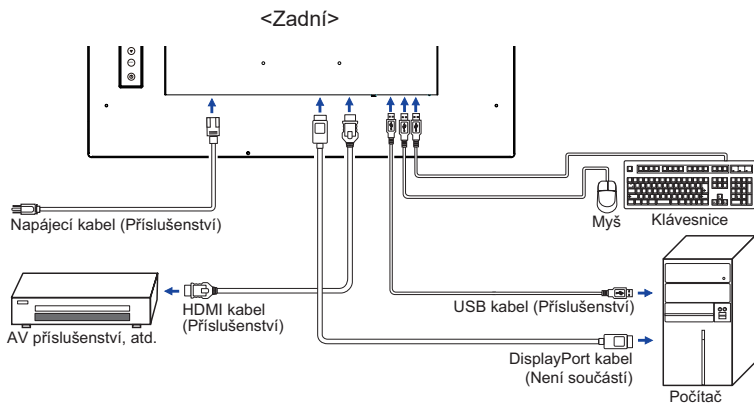 <Zadní>
Napájecí kabel (Příslušenství)
Myš
Klávesnice
HDMI kabel
(Příslušenství)
USB kabel (Příslušenství)
AV příslušenství, atd.
DisplayPort kabel
(Není součástí)
Počítač